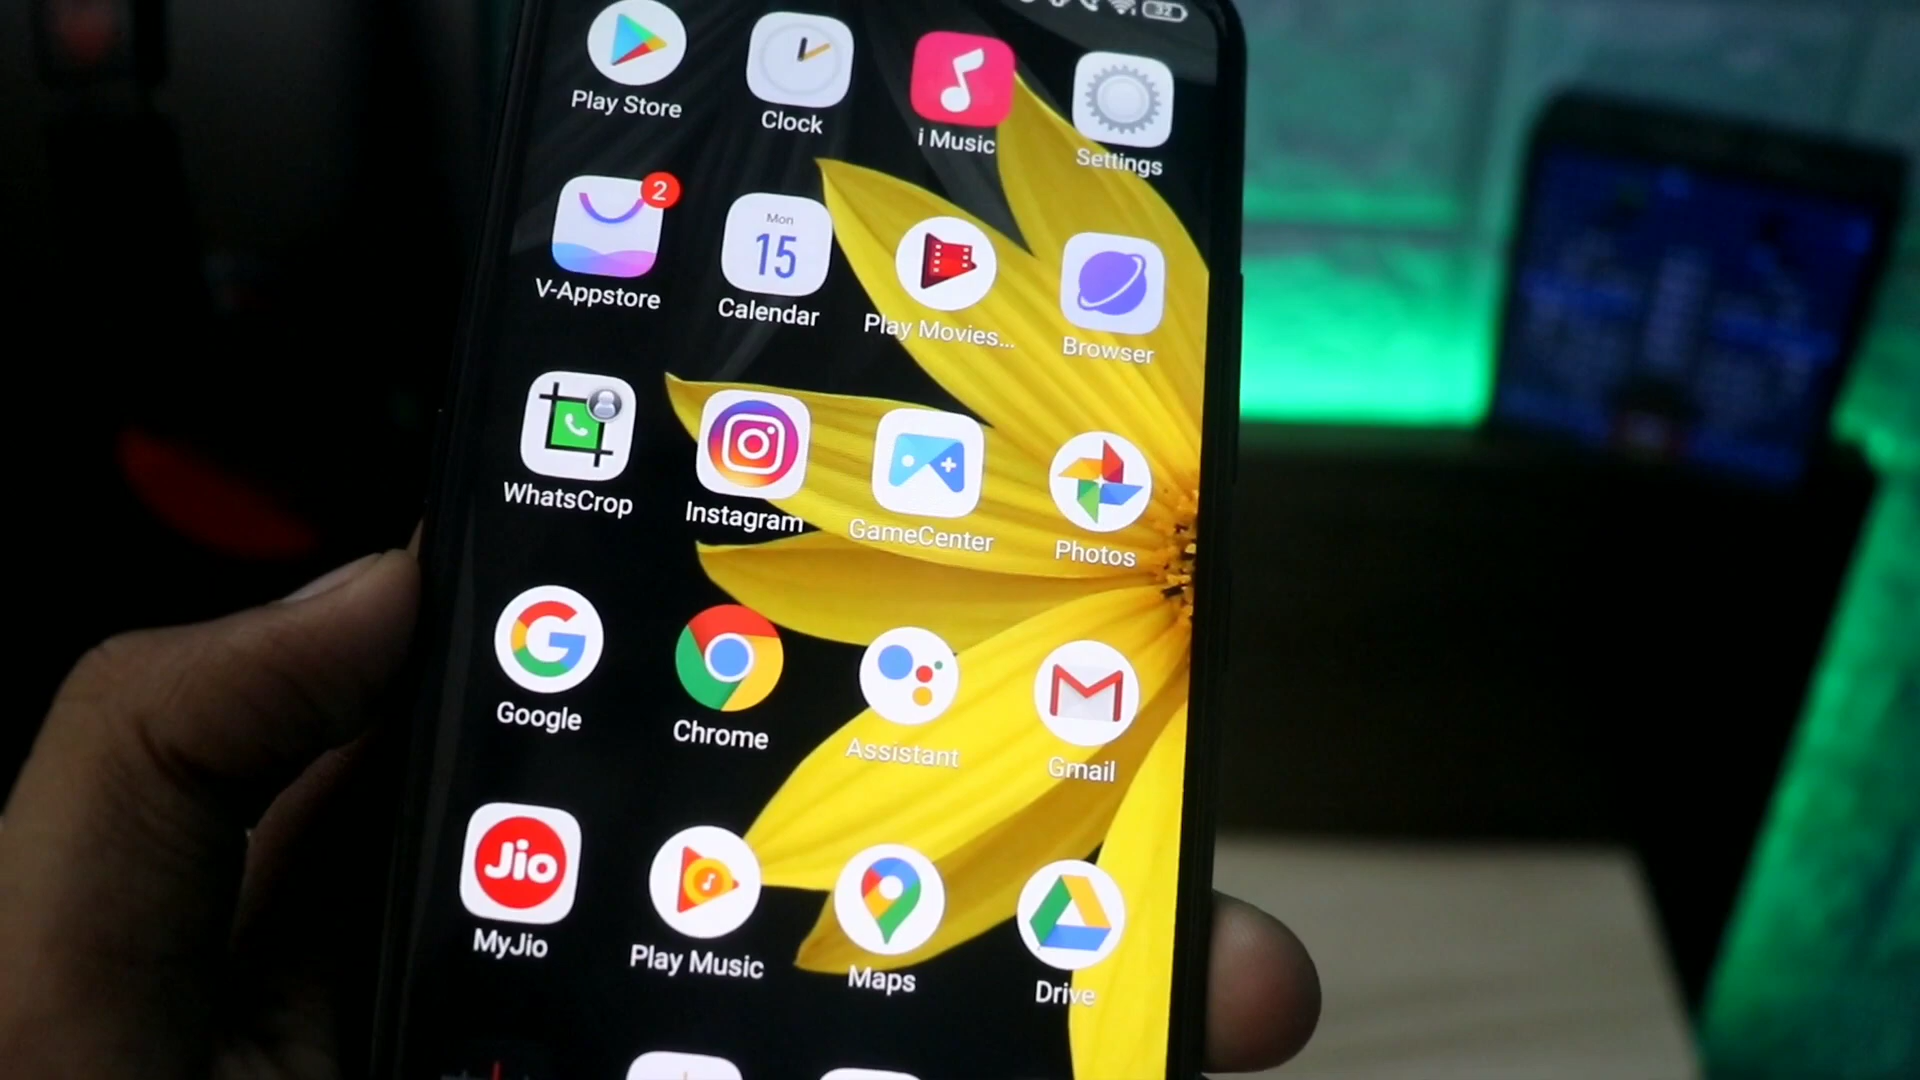 32
Play Store
Clock
i Music
Settings
2
Mon
15
V-Appstore
Calendar
Play Movies...
Browser
WhatsCrop
Instagram
GameCenter
Photos
G
Google
Chrome
Assistant
Gmail
Jio
MyJio
Play Music
Maps
Drive